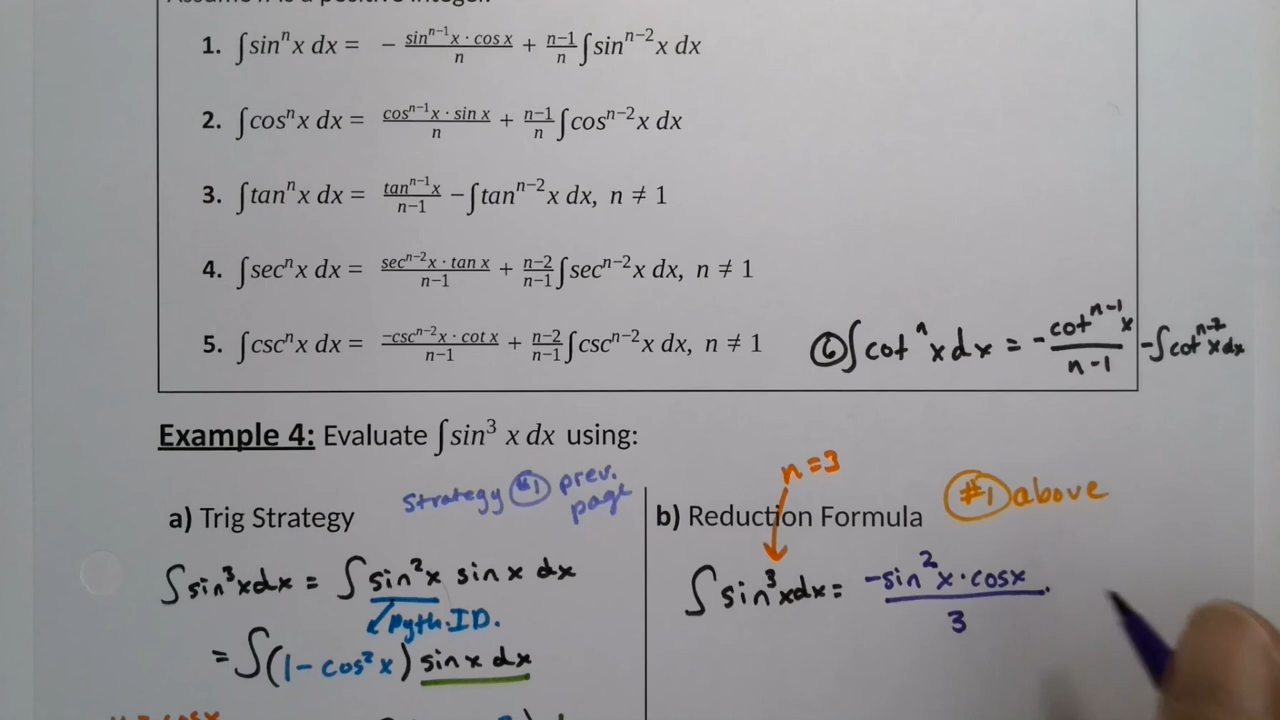 Assume n is a positive integer.
1. ∫sinⁿx dx = − (sinⁿ⁻¹x · cos x)/n + (n−1)/n ∫sinⁿ⁻²x dx
2. ∫cosⁿx dx = (cosⁿ⁻¹x · sin x)/n + (n−1)/n ∫cosⁿ⁻²x dx
3. ∫tanⁿx dx = (tanⁿ⁻¹x)/(n−1) − ∫tanⁿ⁻²x dx, n ≠ 1
4. ∫secⁿx dx = (secⁿ⁻²x · tan x)/(n−1) + (n−2)/(n−1) ∫secⁿ⁻²x dx, n ≠ 1
5. ∫cscⁿx dx = (−cscⁿ⁻²x · cot x)/(n−1) + (n−2)/(n−1) ∫cscⁿ⁻²x dx, n ≠ 1
⑥ ∫cotⁿx dx = − (cotⁿ⁻¹x)/(n-1) − ∫cotⁿ⁻²x dx
Example 4: Evaluate ∫sin³ x dx using:
Strategy #1 prev. page
a) Trig Strategy
∫sin³x dx = ∫sin²x sin x dx
Pyth. ID.
= ∫(1 − cos²x) sin x dx
n=3
#1 above
b) Reduction Formula
∫sin³x dx = (−sin²x · cos x)/3